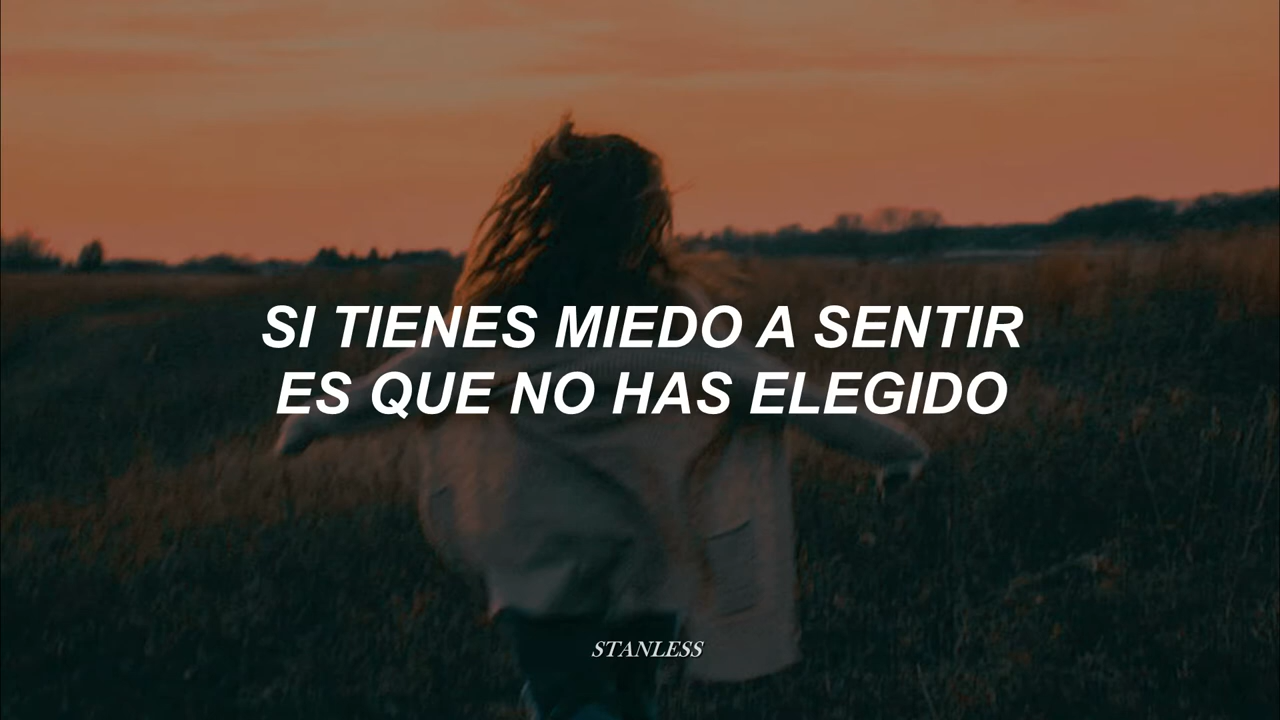 SI TIENES MIEDO A SENTIR
ES QUE NO HAS ELEGIDO
STANLESS